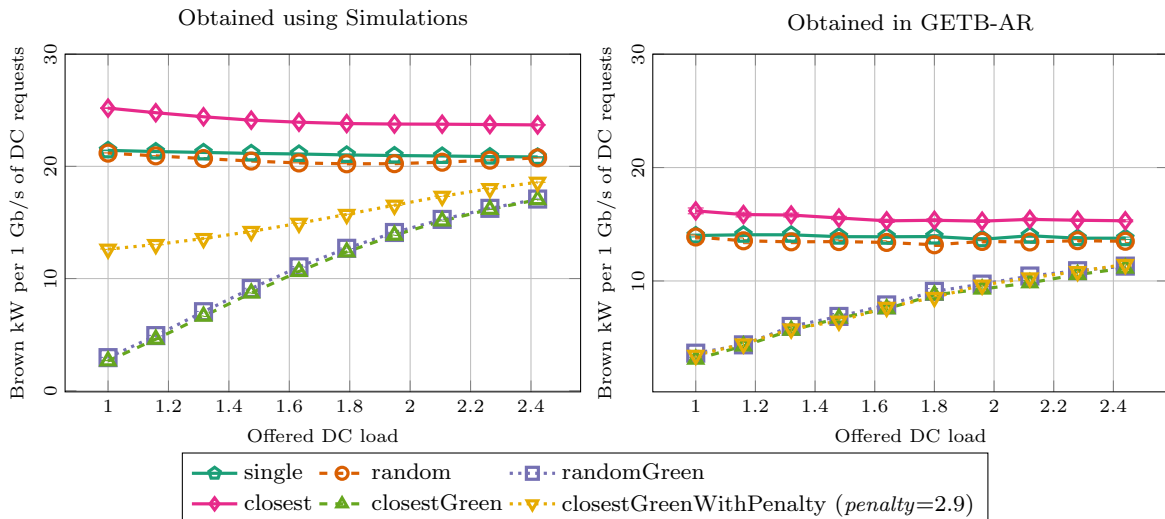 Obtained using Simulations
Brown kW per 1 Gb/s of DC requests
30
20
10
0
1 1.2 1.4 1.6 1.8 2 2.2 2.4
Offered DC load
Obtained in GETB-AR
Brown kW per 1 Gb/s of DC requests
30
20
10
1 1.2 1.4 1.6 1.8 2 2.2 2.4
Offered DC load
single random randomGreen
closest closestGreen closestGreenWithPenalty (penalty=2.9)